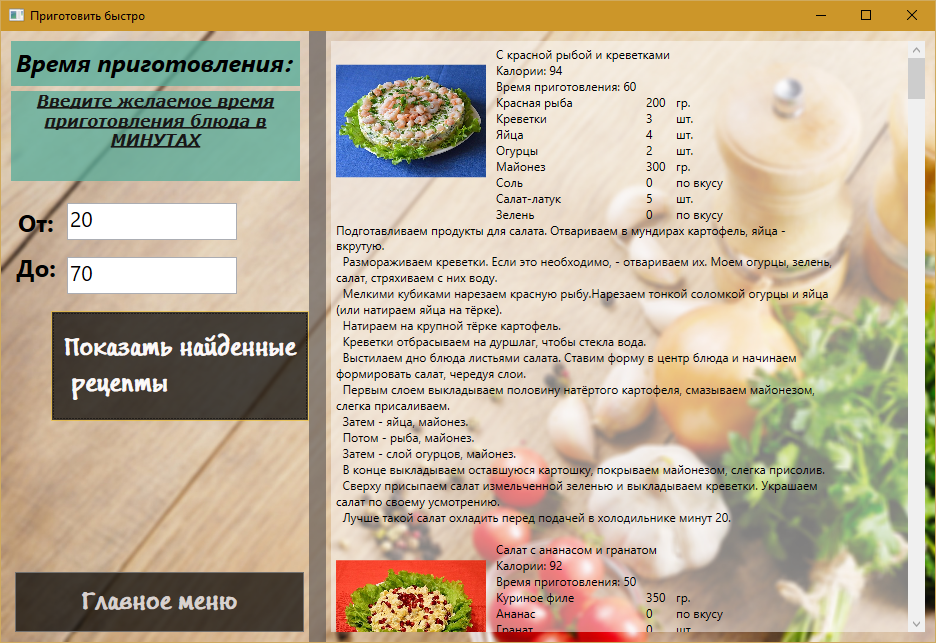 Приготовить быстро
Время приготовления:
Введите желаемое время
приготовления блюда в
МИНУТАХ
От: 20
До: 70
Показать найденные
рецепты
Главное меню
С красной рыбой и креветками
Калории: 94
Время приготовления: 60
Красная рыба 200 гр.
Креветки 3 шт.
Яйца 4 шт.
Огурцы 2 шт.
Майонез 300 гр.
Соль 0 по вкусу
Салат-латук 5 шт.
Зелень 0 по вкусу
Подготавливаем продукты для салата. Отвариваем в мундирах картофель, яйца -
вкрутую.
Размораживаем креветки. Если это необходимо, - отвариваем их. Моем огурцы, зелень,
салат, стряхиваем с них воду.
Мелкими кубиками нарезаем красную рыбу.Нарезаем тонкой соломкой огурцы и яйца
(или натираем яйца на тёрке).
Натираем на крупной тёрке картофель.
Креветки отбрасываем на дуршлаг, чтобы стекла вода.
Выстилаем дно блюда листьями салата. Ставим форму в центр блюда и начинаем
формировать салат, чередуя слои.
Первым слоем выкладываем половину натёртого картофеля, смазываем майонезом,
слегка присаливаем.
Затем - яйца, майонез.
Потом - рыба, майонез.
Затем - слой огурцов, майонез.
В конце выкладываем оставшуюся картошку, покрываем майонезом, слегка присолив.
Сверху присыпаем салат измельченной зеленью и выкладываем креветки. Украшаем
салат по своему усмотрению.
Лучше такой салат охладить перед подачей в холодильнике минут 20.
Салат с ананасом и гранатом
Калории: 92
Время приготовления: 50
Куриное филе 350 гр.
Ананас 0 по вкусу
Гранат 0 шт.